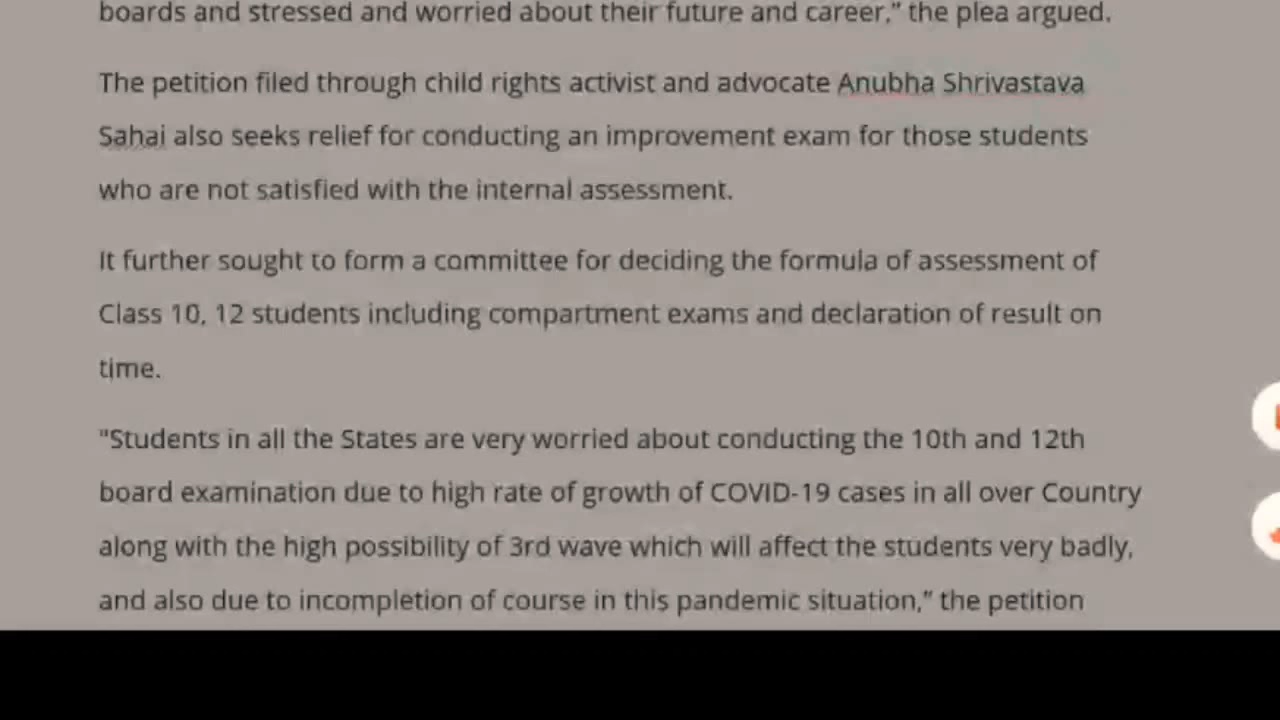 boards and stressed and worried about their future and career," the plea argued.
The petition filed through child rights activist and advocate Anubha Shrivastava
Sahai also seeks relief for conducting an improvement exam for those students
who are not satisfied with the internal assessment.
It further sought to form a committee for deciding the formula of assessment of
Class 10, 12 students including compartment exams and declaration of result on
time.
"Students in all the States are very worried about conducting the 10th and 12th
board examination due to high rate of growth of COVID-19 cases in all over Country
along with the high possibility of 3rd wave which will affect the students very badly,
and also due to incompletion of course in this pandemic situation," the petition